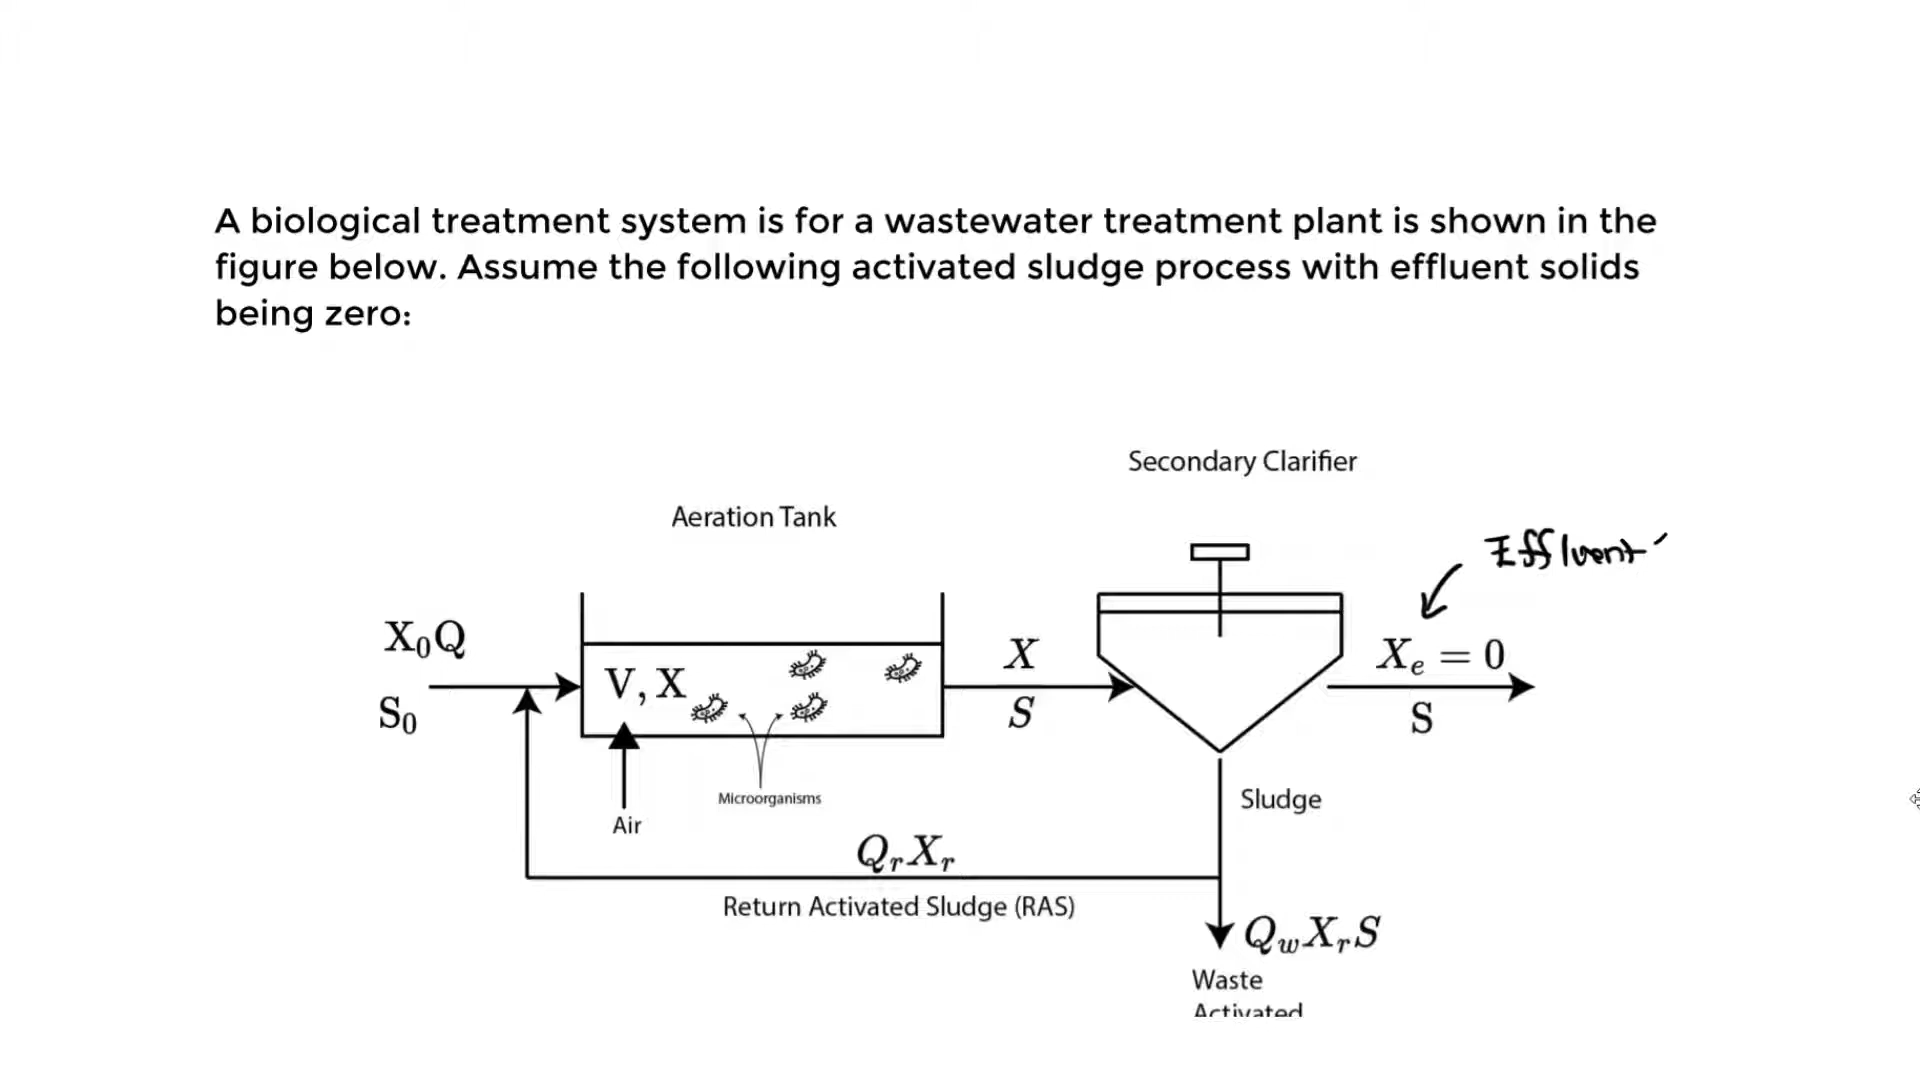 A biological treatment system is for a wastewater treatment plant is shown in the
figure below. Assume the following activated sludge process with effluent solids
being zero:
Secondary Clarifier
Aeration Tank
Effluent
X₀Q
S₀
V, X
X
S
Xₑ = 0
S
Microorganisms
Air
Sludge
QᵣXᵣ
Return Activated Sludge (RAS)
Q_wXᵣS
Waste
Activated